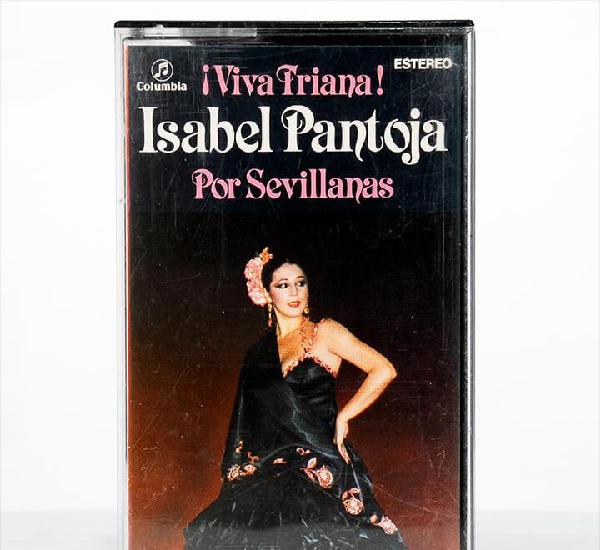 Columbia
¡Viva Triana!
ESTEREO
Isabel Pantoja
Por Sevillanas